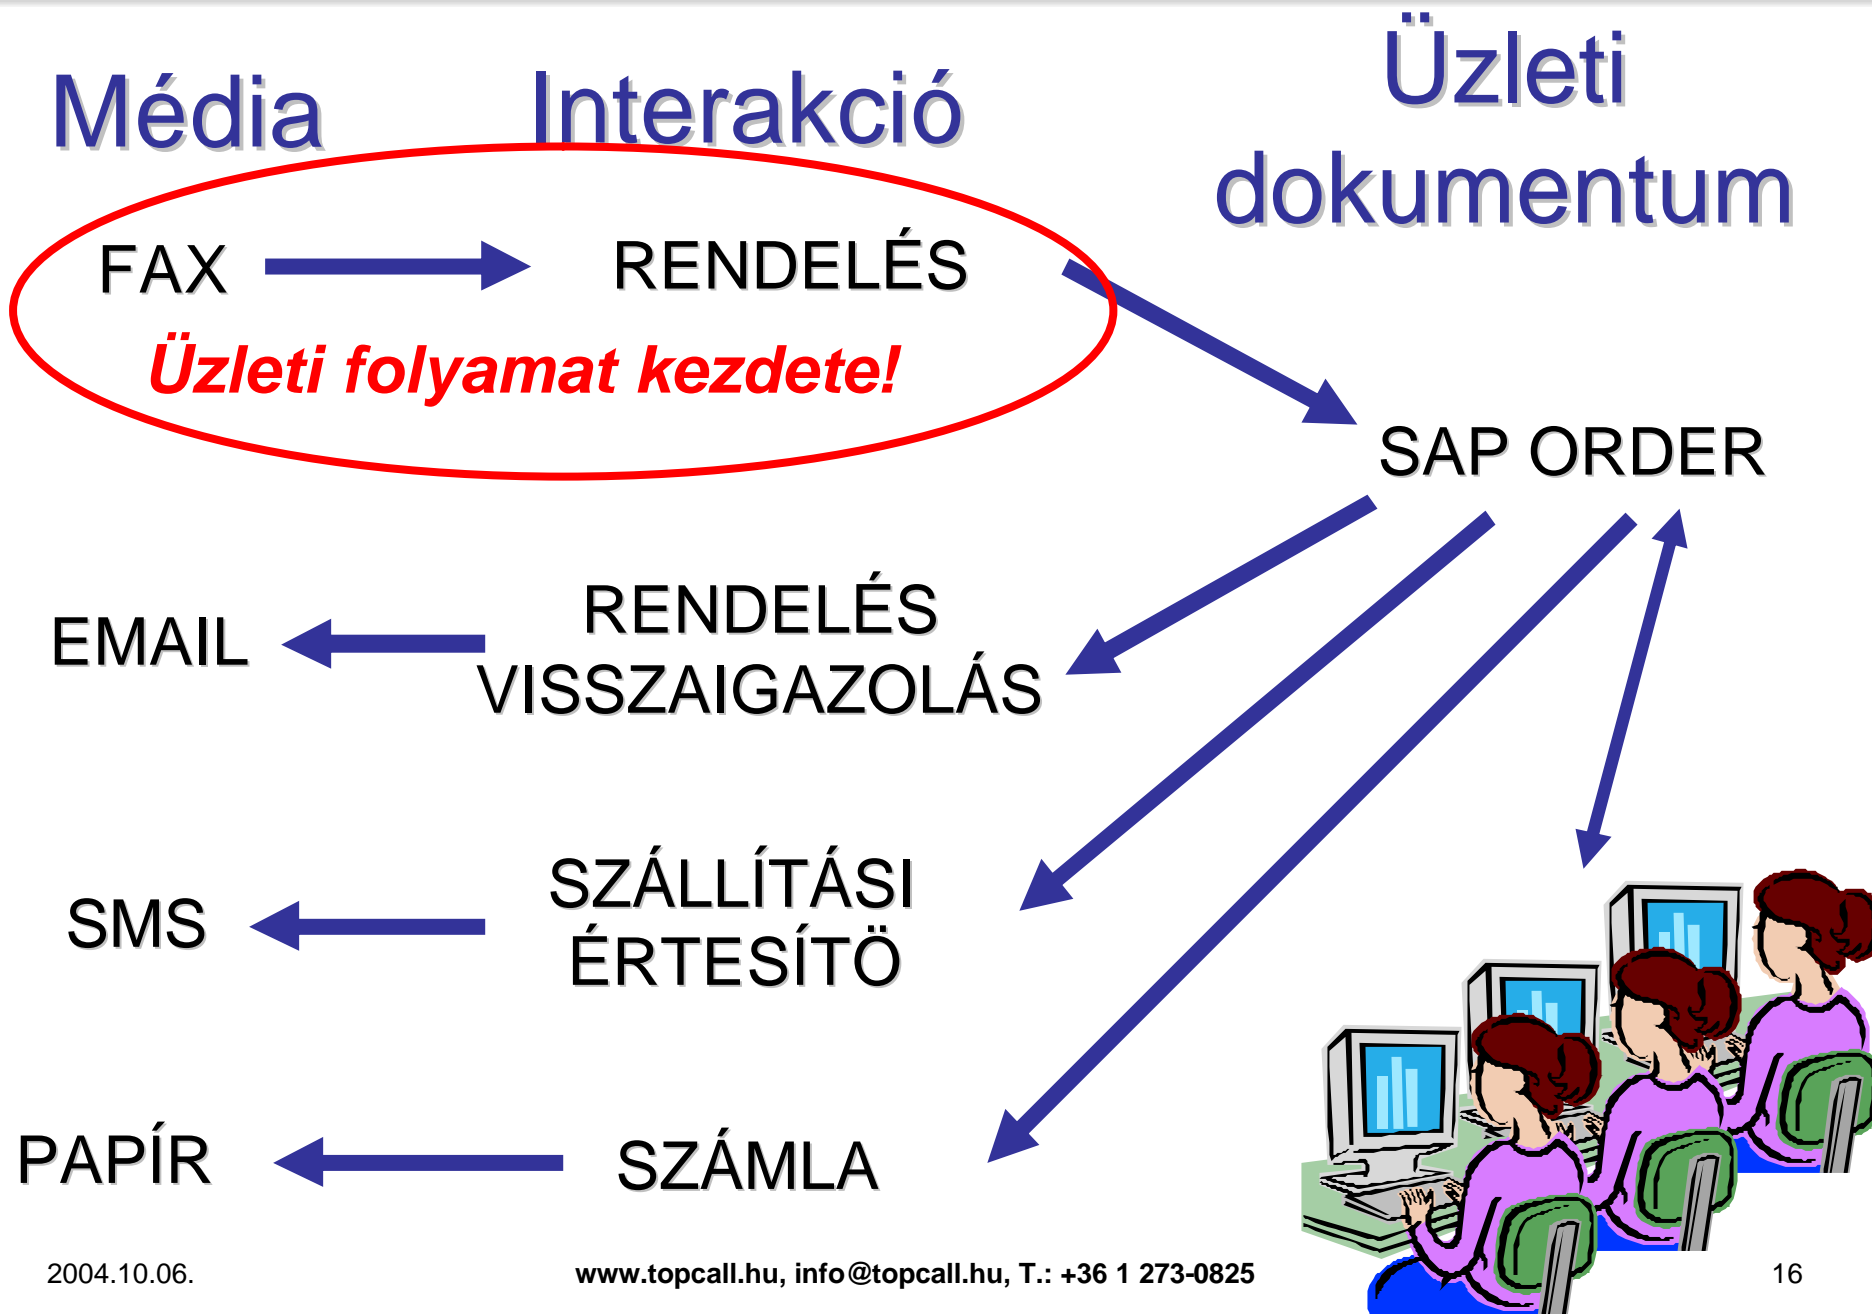 Média
Interakció
Üzleti
dokumentum
FAX
RENDELÉS
Üzleti folyamat kezdete!
SAP ORDER
EMAIL
RENDELÉS
VISSZAIGAZOLÁS
SMS
SZÁLLÍTÁSI
ÉRTESÍTÖ
PAPÍR
SZÁMLA
2004.10.06.
www.topcall.hu, info@topcall.hu, T.: +36 1 273-0825
16